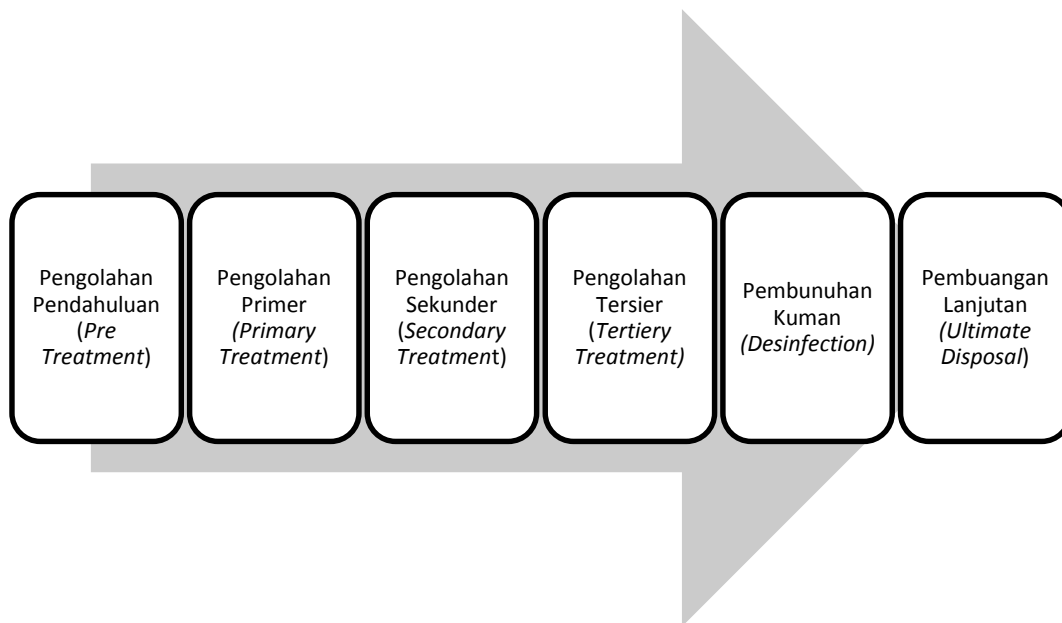 Pengolahan
Pendahuluan
(Pre
Treatment)
Pengolahan
Primer
(Primary
Treatment)
Pengolahan
Sekunder
(Secondary
Treatment)
Pengolahan
Tersier
(Tertiery
Treatment)
Pembunuhan
Kuman
(Desinfection)
Pembuangan
Lanjutan
(Ultimate
Disposal)